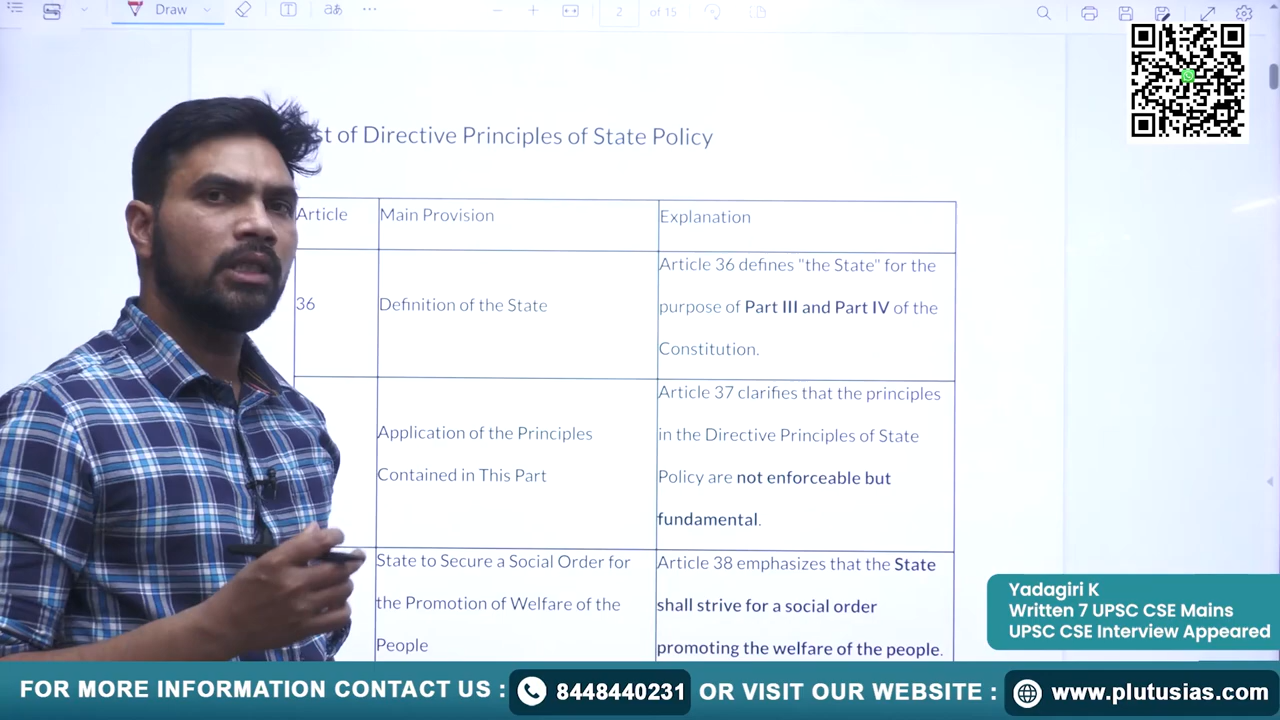 Draw
aあ
2 of 15
st of Directive Principles of State Policy
Article
Main Provision
Explanation
36
Definition of the State
Article 36 defines "the State" for the
purpose of Part III and Part IV of the
Constitution.
Application of the Principles
Contained in This Part
Article 37 clarifies that the principles
in the Directive Principles of State
Policy are not enforceable but
fundamental.
State to Secure a Social Order for
the Promotion of Welfare of the
People
Article 38 emphasizes that the State
shall strive for a social order
promoting the welfare of the people.
Yadagiri K
Written 7 UPSC CSE Mains
UPSC CSE Interview Appeared
FOR MORE INFORMATION CONTACT US : 8448440231 OR VISIT OUR WEBSITE : www.plutusias.com